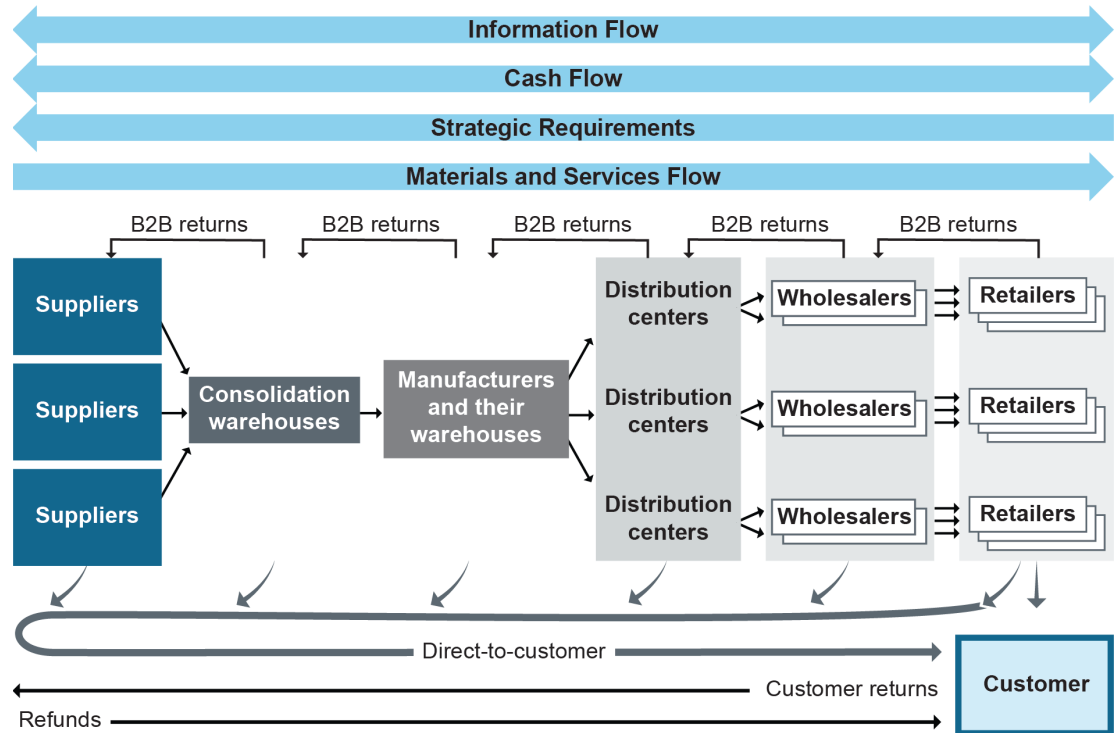 Information Flow
Cash Flow
Strategic Requirements
Materials and Services Flow
B2B returns
B2B returns
B2B returns
B2B returns
B2B returns
Suppliers
Suppliers
Suppliers
Consolidation
warehouses
Manufacturers
and their
warehouses
Distribution
centers
Distribution
centers
Distribution
centers
Wholesalers
Wholesalers
Wholesalers
Retailers
Retailers
Retailers
Direct-to-customer
Customer returns
Refunds
Customer